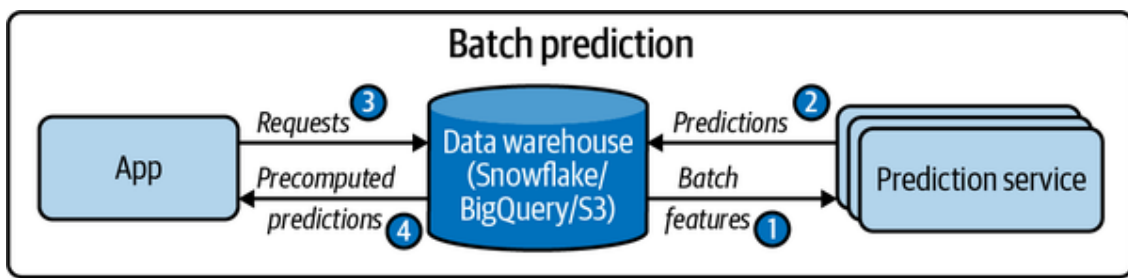 Batch prediction
App
Requests
3
Precomputed
predictions
4
Data warehouse
(Snowflake/
BigQuery/S3)
Predictions
2
Batch
features
1
Prediction service